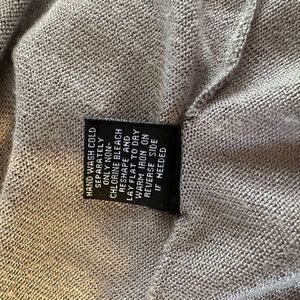 HAND WASH COLD
SEPARATELY
ONLY NON-
CHLORINE BLEACH
RESHAPE AND
LAY FLAT TO DRY
WARM IRON ON
REVERSE SIDE
IF NEEDED